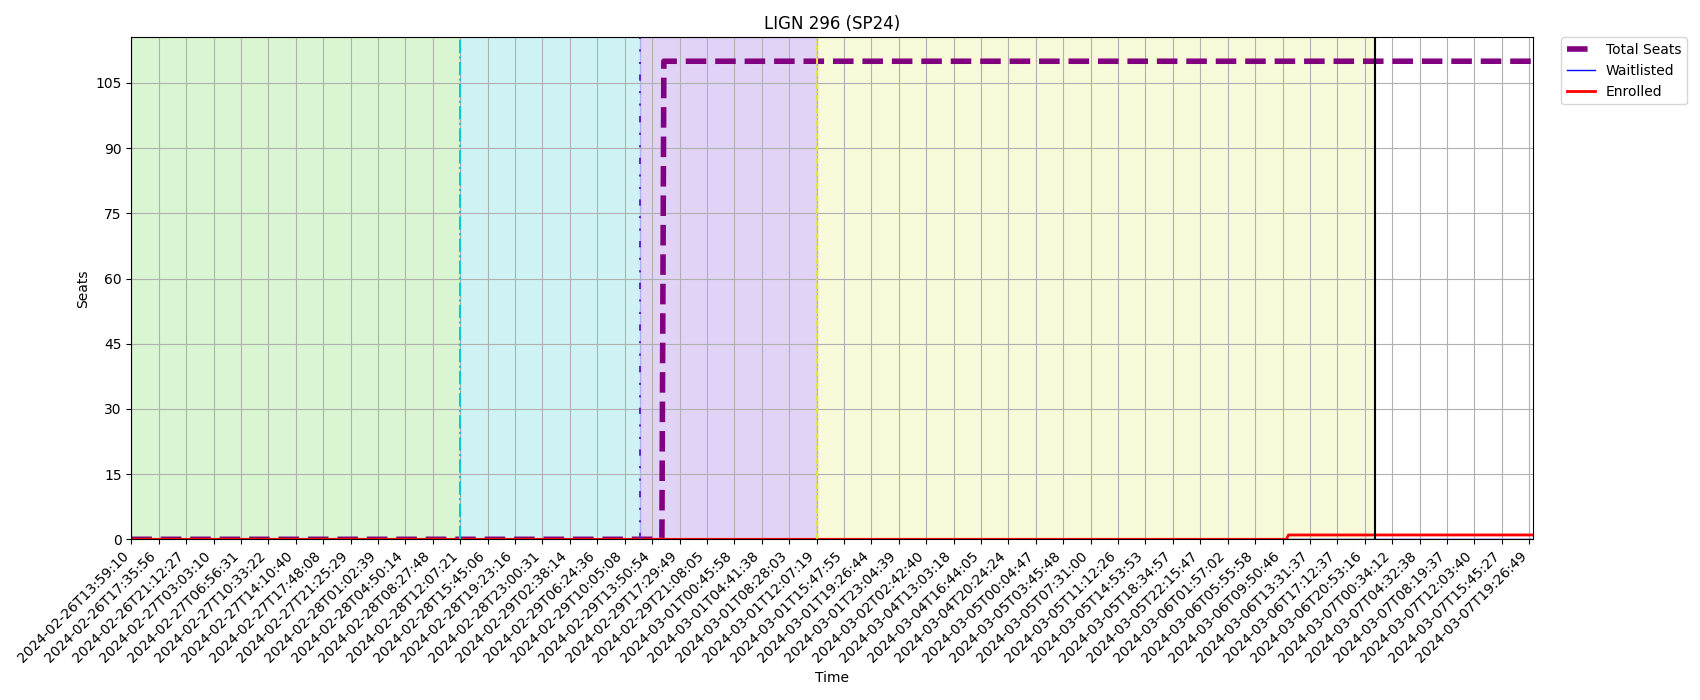 LIGN 296 (SP24)
Total Seats
Waitlisted
Enrolled
Seats
105
90
75
60
45
30
15
0
2024-02-26T13:59:10
2024-02-26T17:35:56
2024-02-26T21:12:27
2024-02-27T03:03:10
2024-02-27T06:56:31
2024-02-27T10:33:22
2024-02-27T14:10:40
2024-02-27T17:48:08
2024-02-27T21:25:29
2024-02-28T01:02:39
2024-02-28T04:50:14
2024-02-28T08:27:48
2024-02-28T12:07:21
2024-02-28T15:45:06
2024-02-28T19:23:16
2024-02-28T23:00:31
2024-02-29T02:38:14
2024-02-29T06:24:36
2024-02-29T10:05:08
2024-02-29T13:50:54
2024-02-29T17:29:49
2024-02-29T21:08:05
2024-03-01T00:45:58
2024-03-01T04:41:38
2024-03-01T08:28:03
2024-03-01T12:07:19
2024-03-01T15:47:55
2024-03-01T19:26:44
2024-03-01T23:04:39
2024-03-02T02:42:40
2024-03-04T13:03:18
2024-03-04T16:44:05
2024-03-04T20:24:24
2024-03-05T00:04:47
2024-03-05T03:45:48
2024-03-05T07:31:00
2024-03-05T11:12:26
2024-03-05T14:53:53
2024-03-05T18:34:57
2024-03-05T22:15:47
2024-03-06T01:57:02
2024-03-06T05:55:58
2024-03-06T09:50:46
2024-03-06T13:31:37
2024-03-06T17:12:37
2024-03-06T20:53:16
2024-03-07T00:34:12
2024-03-07T04:32:38
2024-03-07T08:19:37
2024-03-07T12:03:40
2024-03-07T15:45:27
2024-03-07T19:26:49
Time